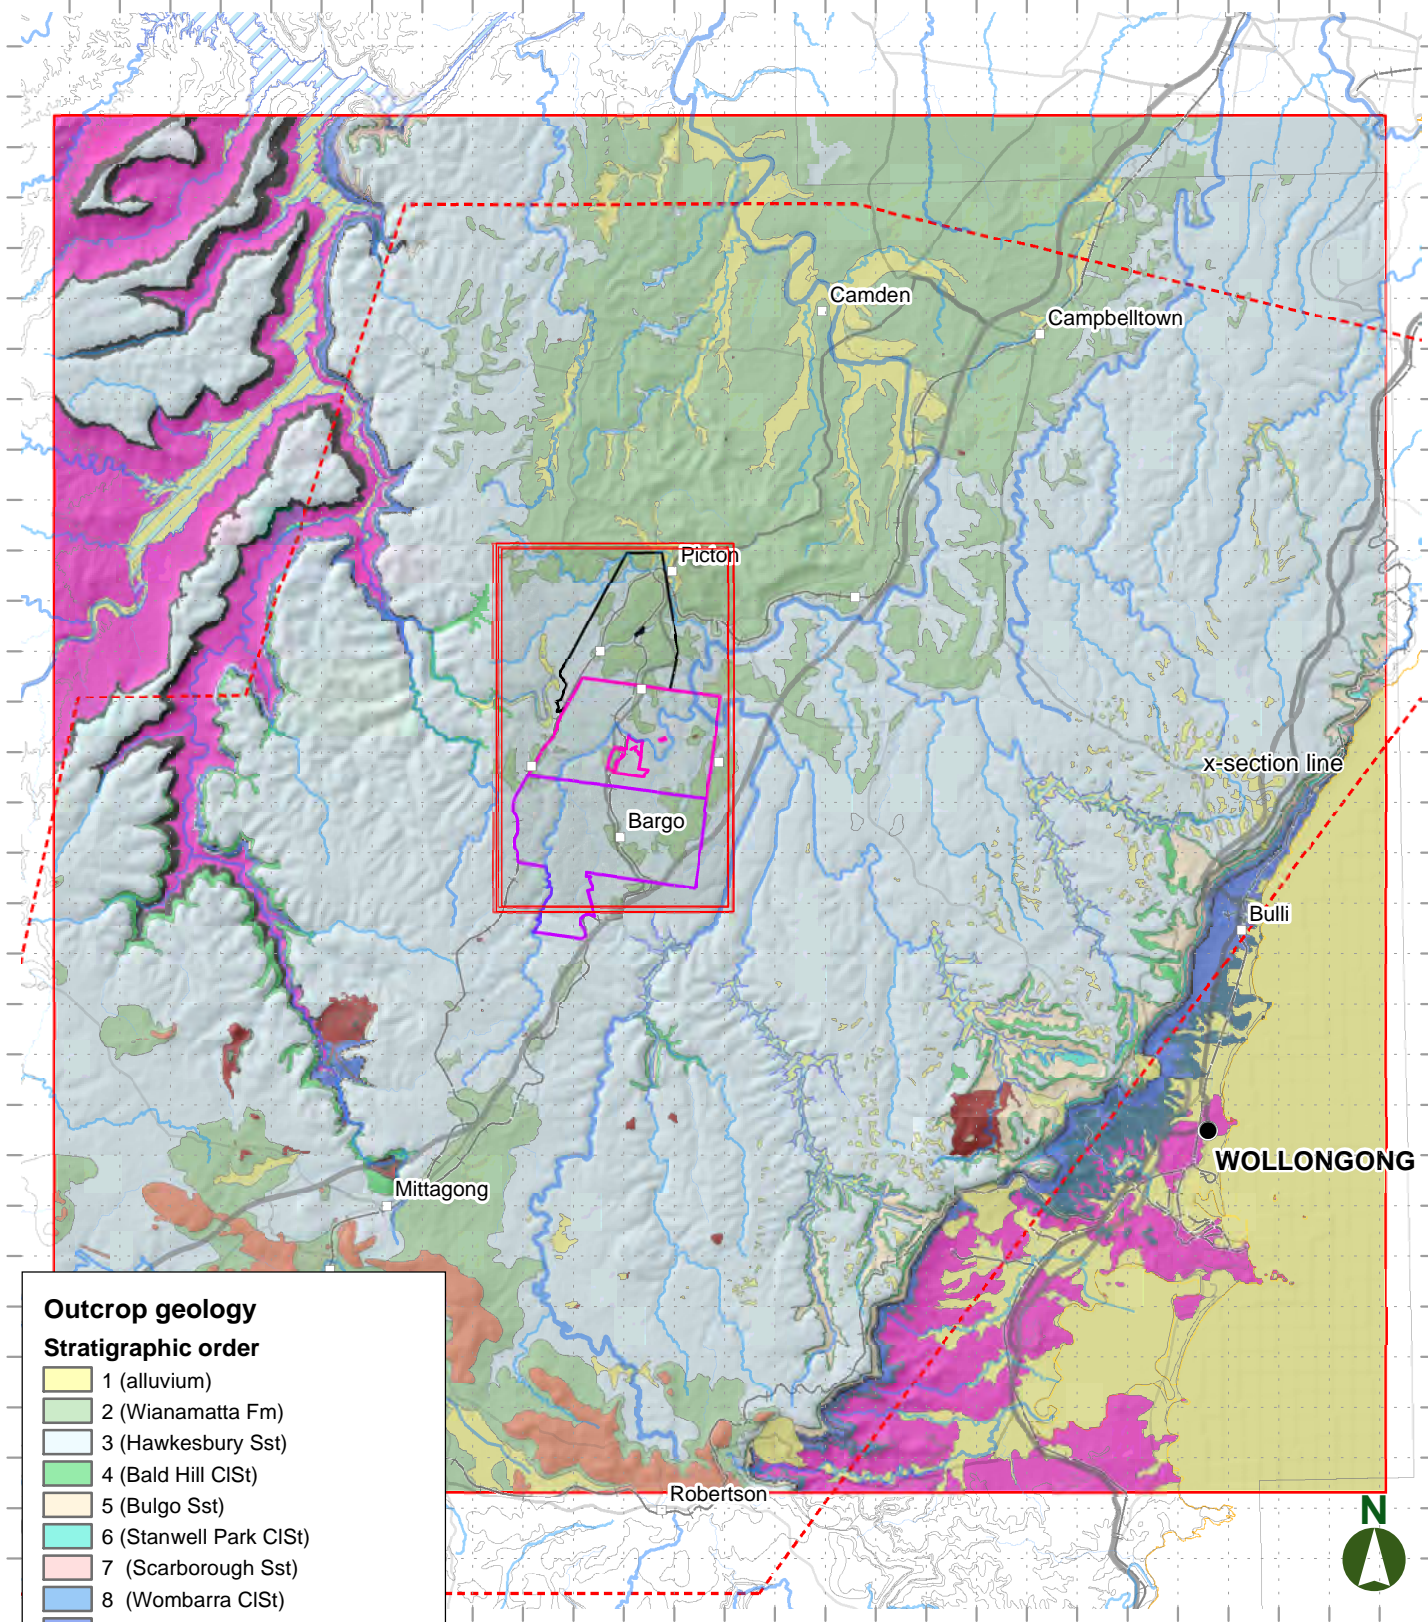 Camden
Campbelltown
Picton
x-section line
Bargo
Bulli
WOLLONGONG
Mittagong
Outcrop geology
Stratigraphic order
1 (alluvium)
2 (Wianamatta Fm)
3 (Hawkesbury Sst)
4 (Bald Hill ClSt)
5 (Bulgo Sst)
6 (Stanwell Park ClSt)
7 (Scarborough Sst)
8 (Wombarra ClSt)
Robertson
N